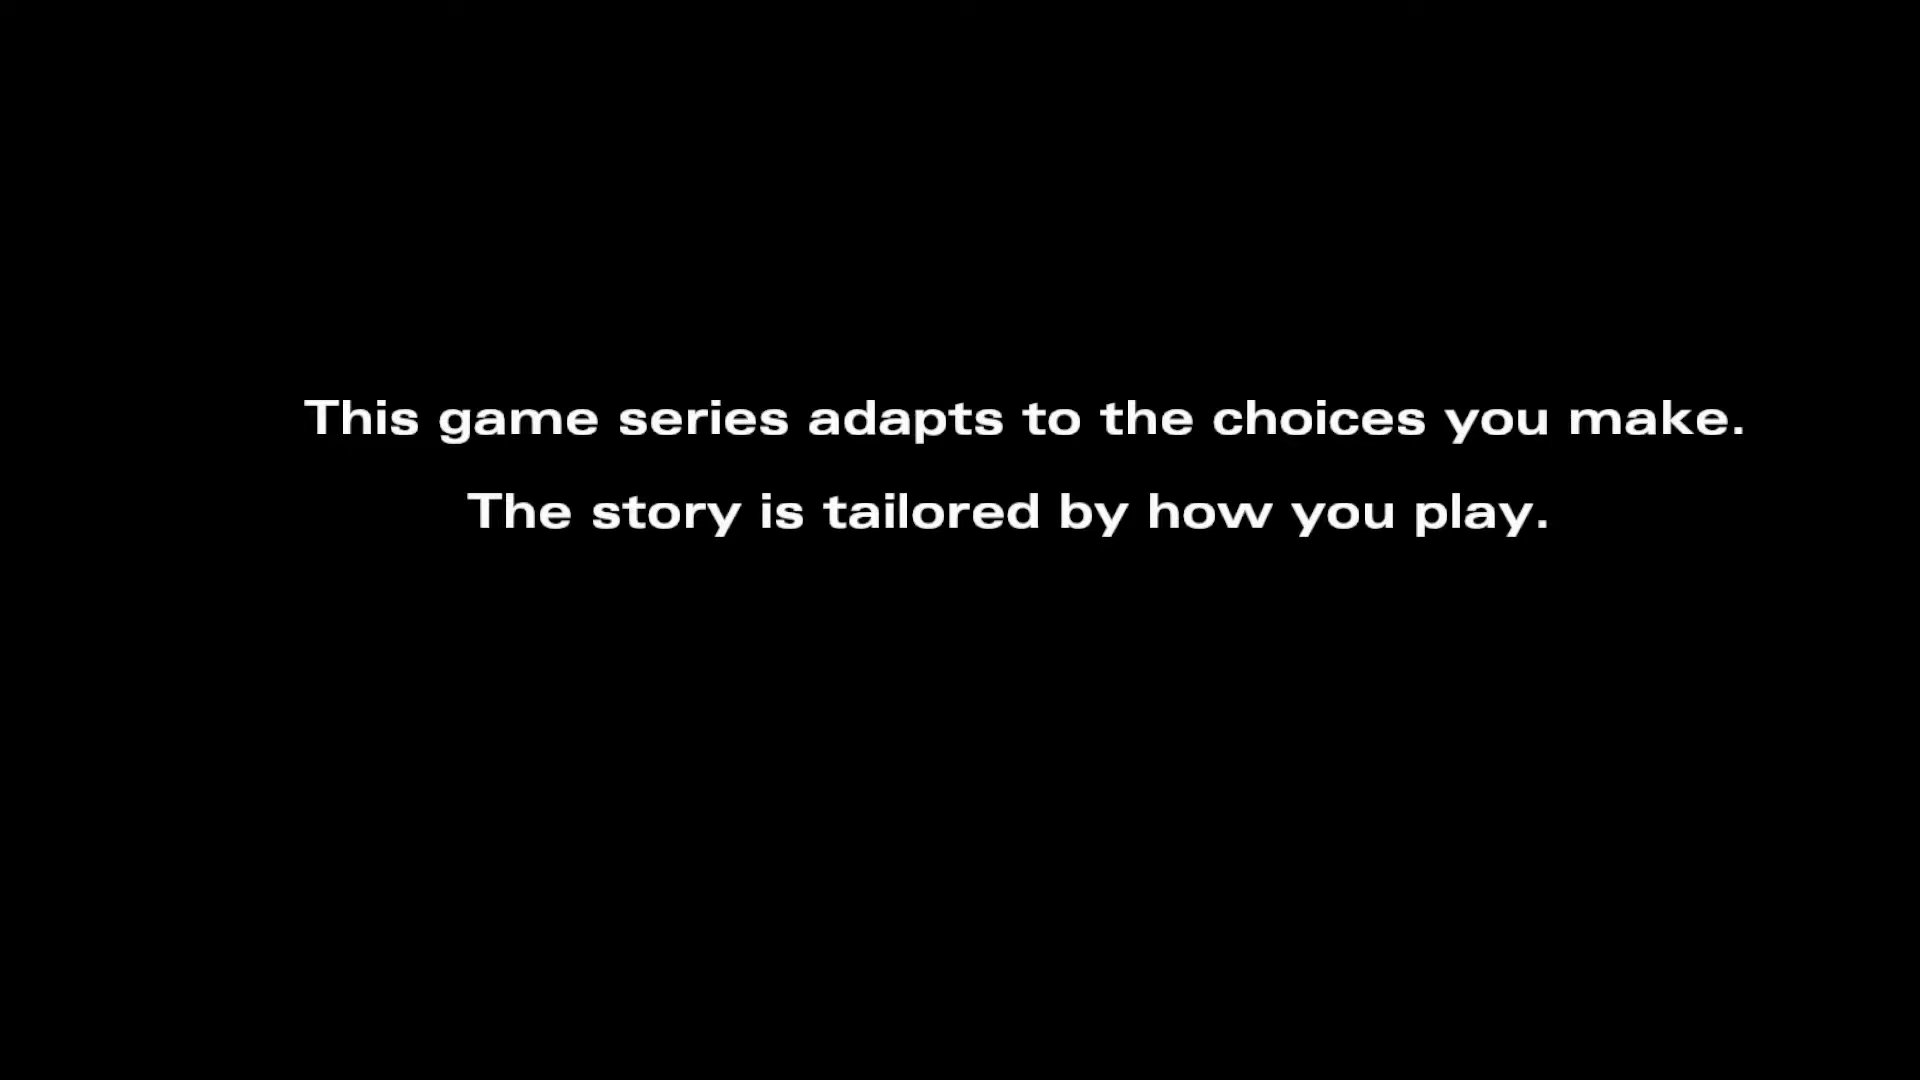 This game series adapts to the choices you make.
The story is tailored by how you play.